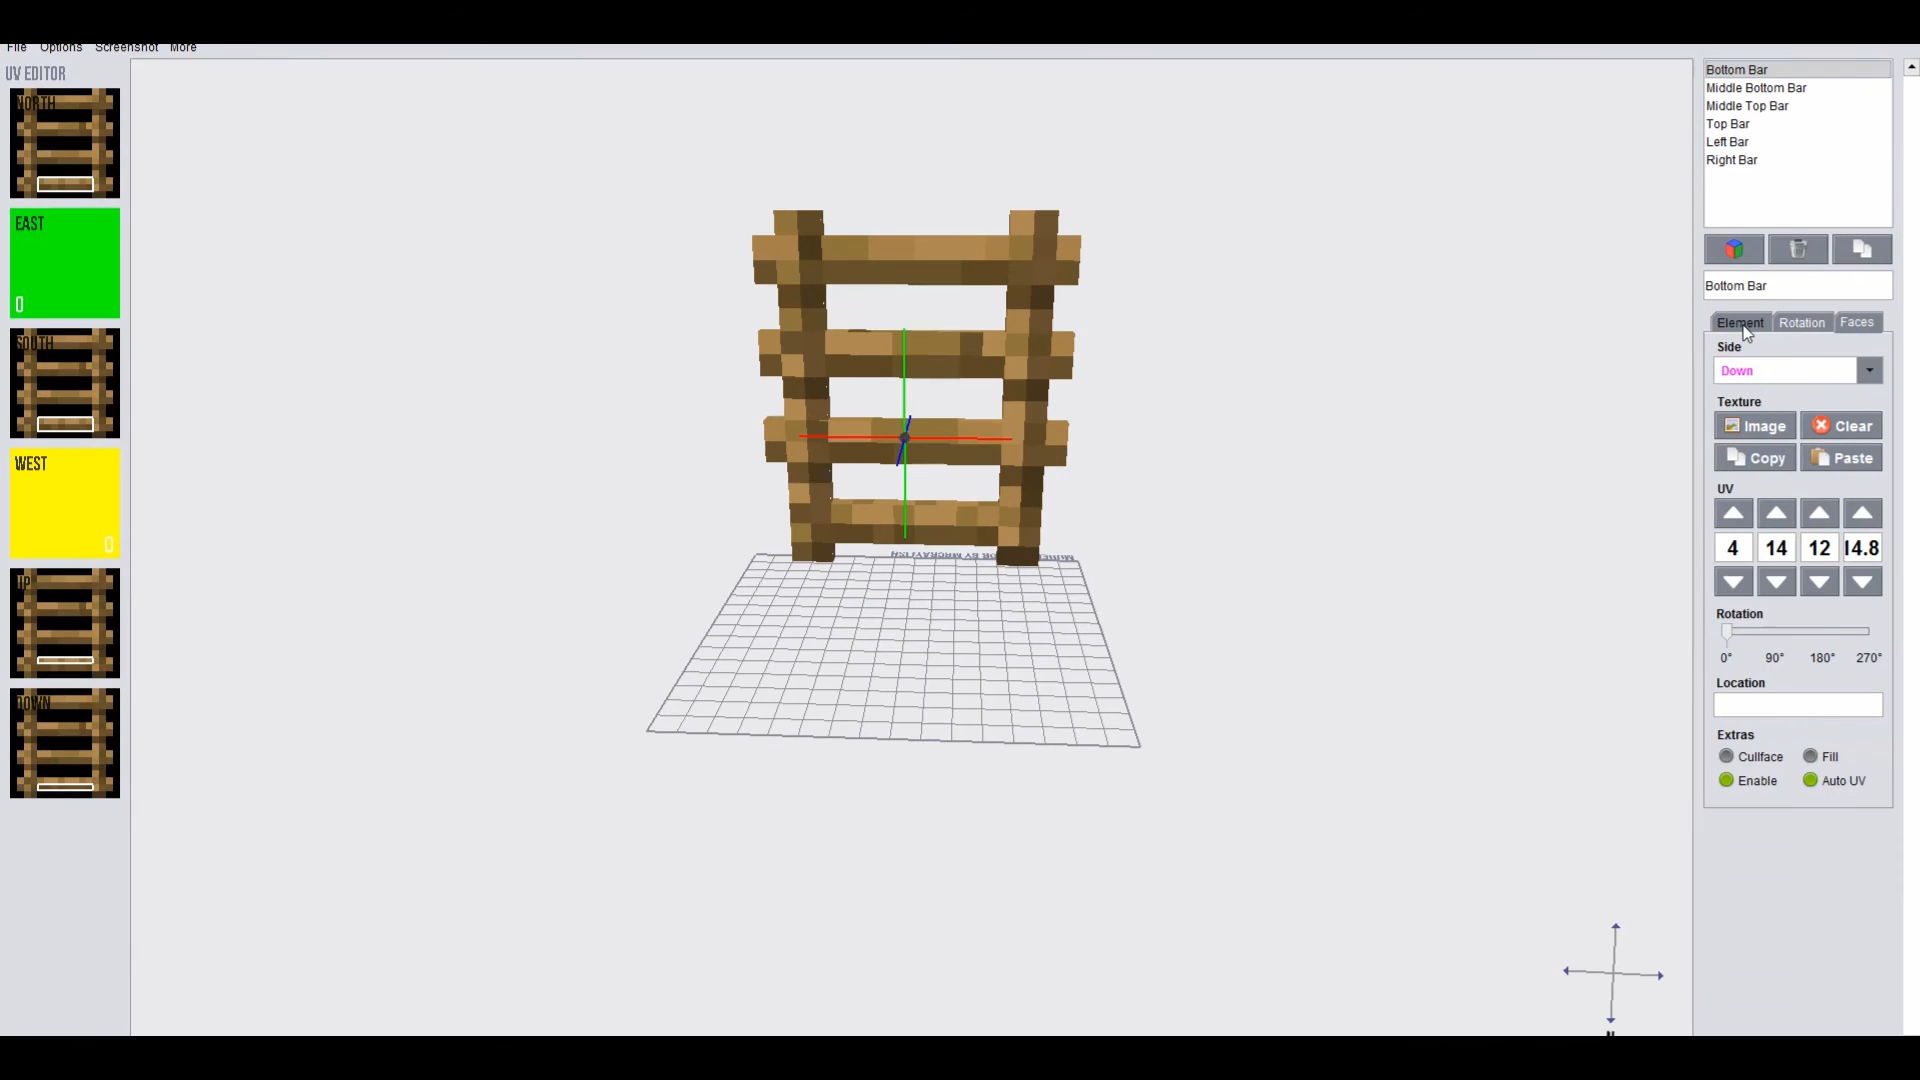 File Options Screenshot More
UV EDITOR
NORTH
EAST
0
SOUTH
WEST
0
UP
DOWN
Bottom Bar
Middle Bottom Bar
Middle Top Bar
Top Bar
Left Bar
Right Bar
Bottom Bar
Element Rotation Faces
Side
Down
Texture
Image Clear
Copy Paste
UV
4 14 12 14.8
Rotation
0° 90° 180° 270°
Location
Extras
Cullface Fill
Enable Auto UV